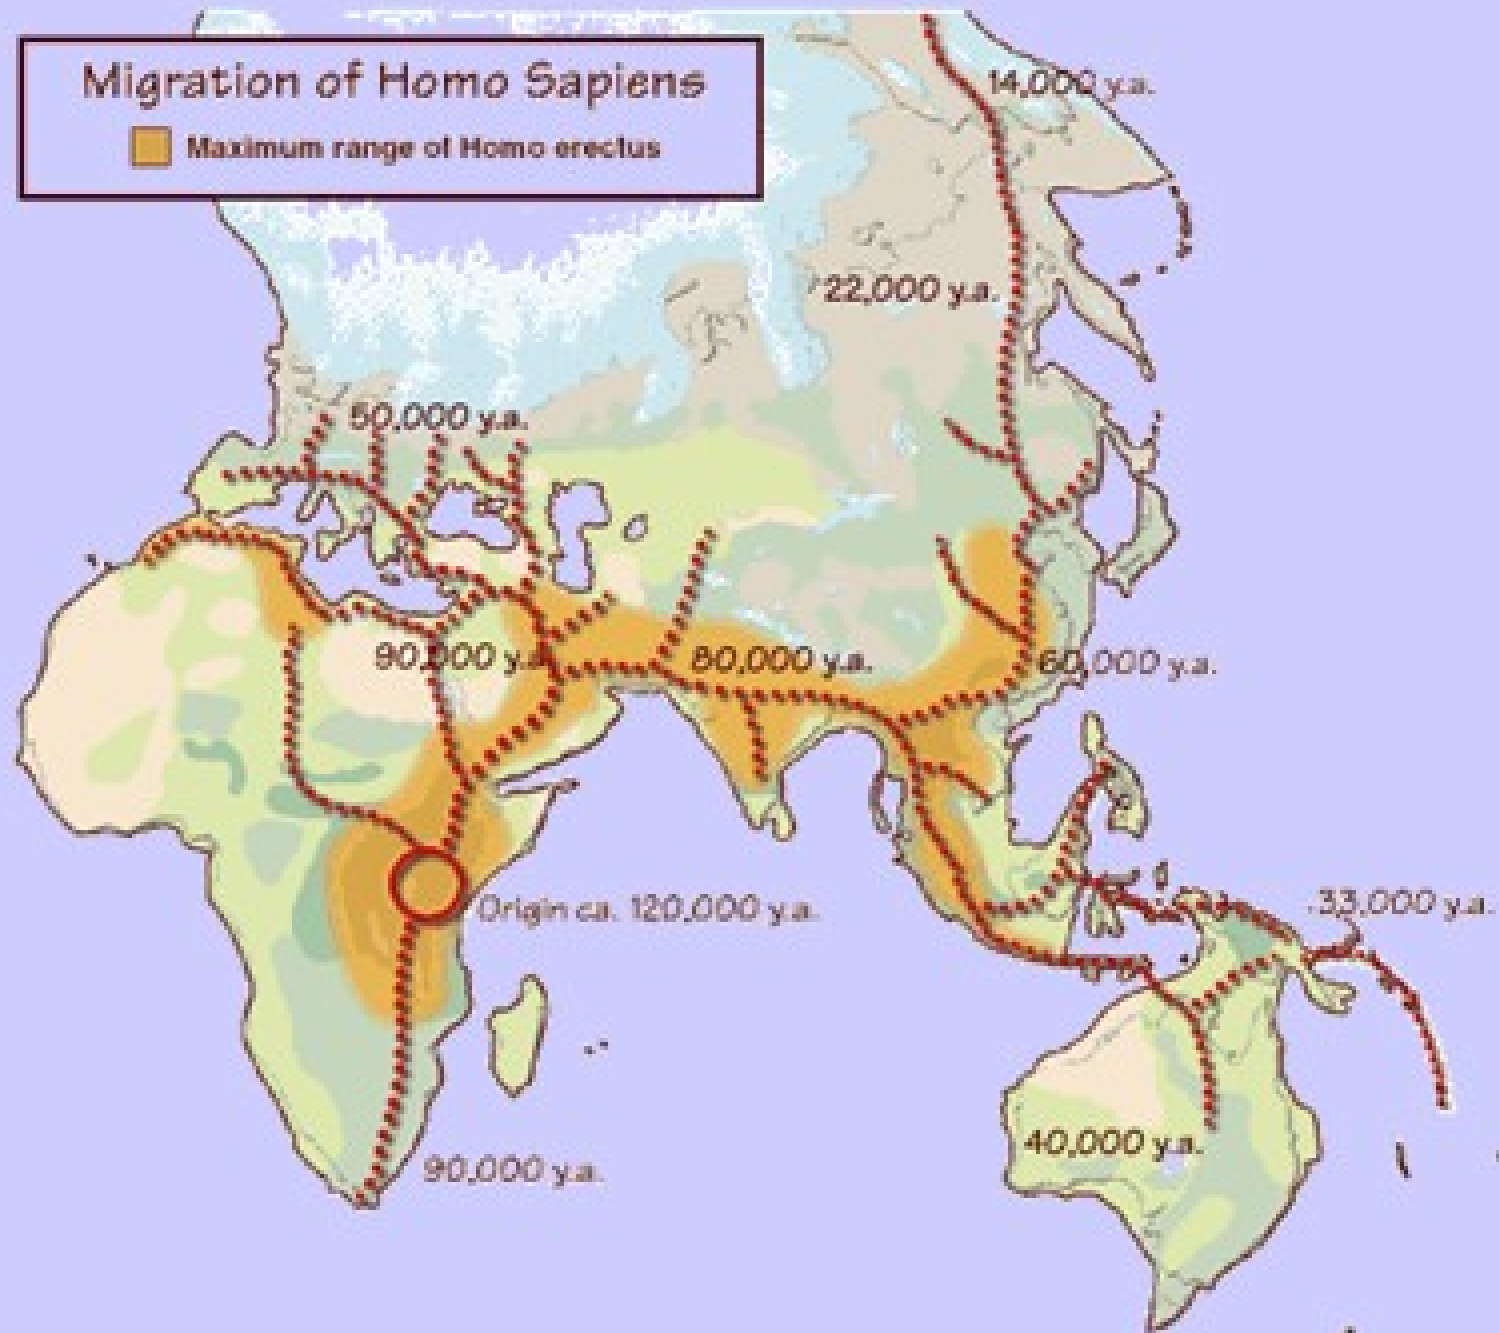 Migration of Homo Sapiens
Maximum range of Homo erectus
14,000 y.a.
22,000 y.a.
50,000 y.a.
90,000 y.a.
80,000 y.a.
60,000 y.a.
Origin ca. 120,000 y.a.
33,000 y.a.
40,000 y.a.
90,000 y.a.